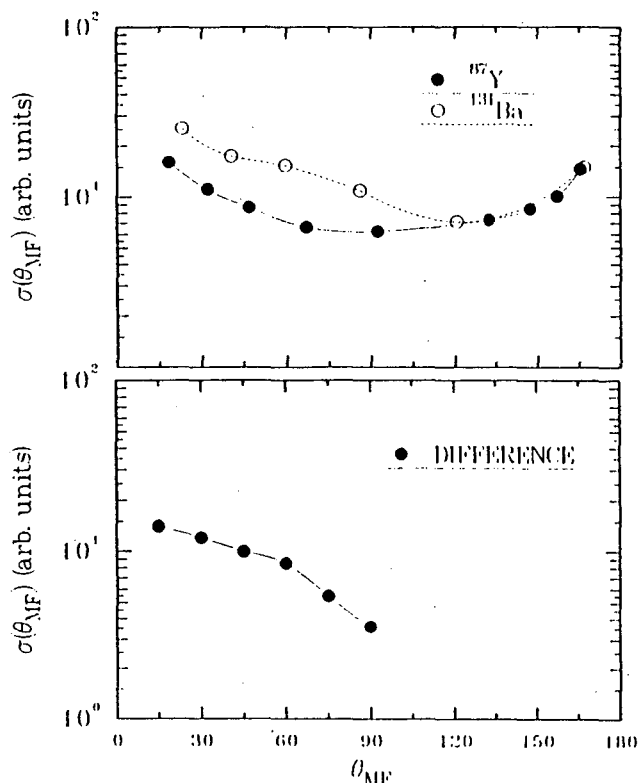 10²
⁸⁷Y
¹³¹Ba
10¹
σ(θ_MF) (arb. units)
10²
DIFFERENCE
10¹
σ(θ_MF) (arb. units)
10⁰
0 30 60 90 120 150 180
θ_MF